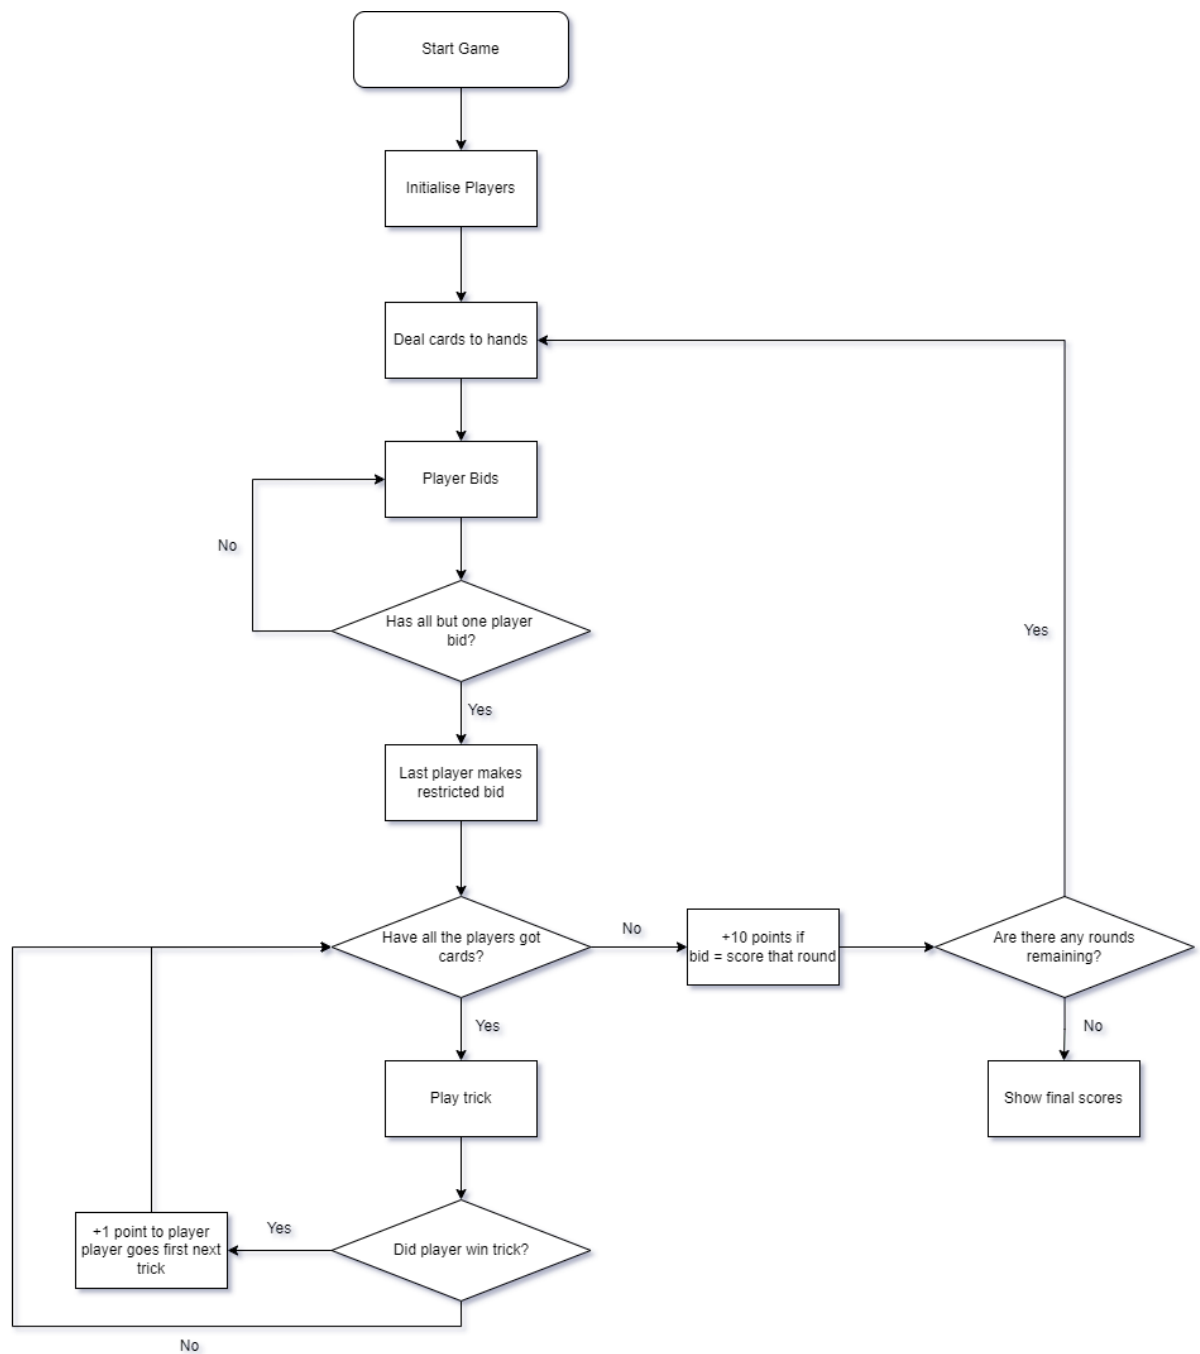 Start Game
Initialise Players
Deal cards to hands
Player Bids
No
Has all but one player
bid?
Yes
Yes
Last player makes
restricted bid
Have all the players got
cards?
No
+10 points if
bid = score that round
Are there any rounds
remaining?
Yes
No
Play trick
Show final scores
+1 point to player
player goes first next
trick
Yes
Did player win trick?
No